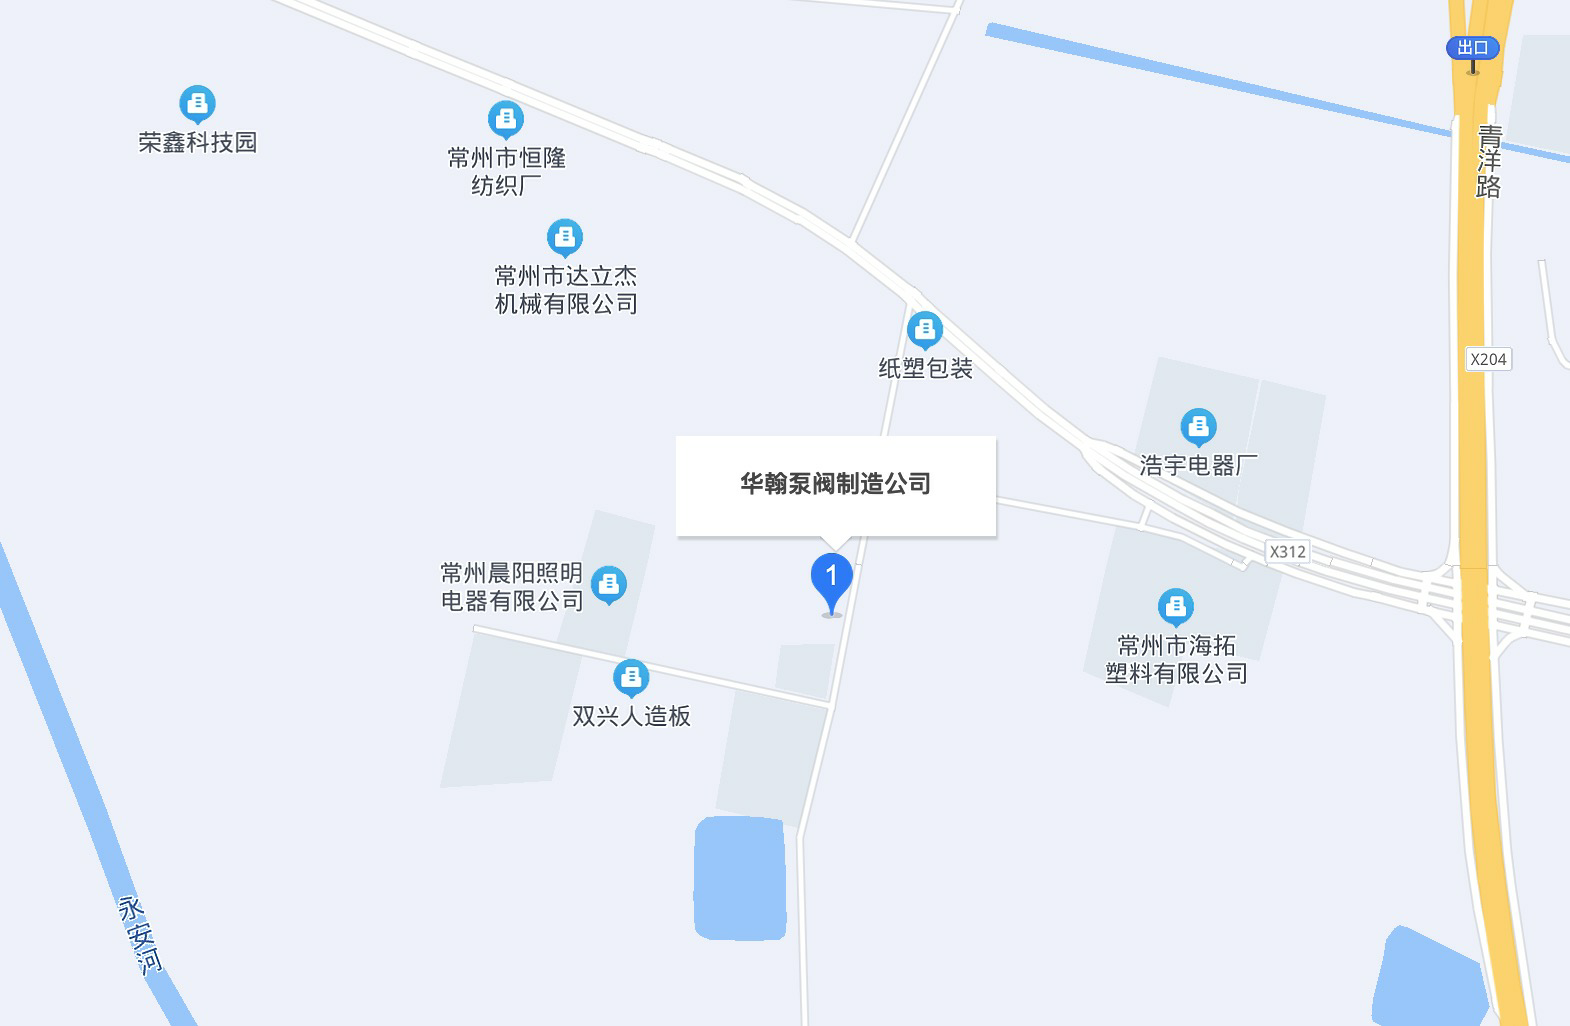 出口
荣鑫科技园
常州市恒隆
纺织厂
青洋路
常州市达立杰
机械有限公司
纸塑包装
X204
浩宇电器厂
华翰泵阀制造公司
X312
常州晨阳照明
电器有限公司
1
常州市海拓
塑料有限公司
双兴人造板
永安河